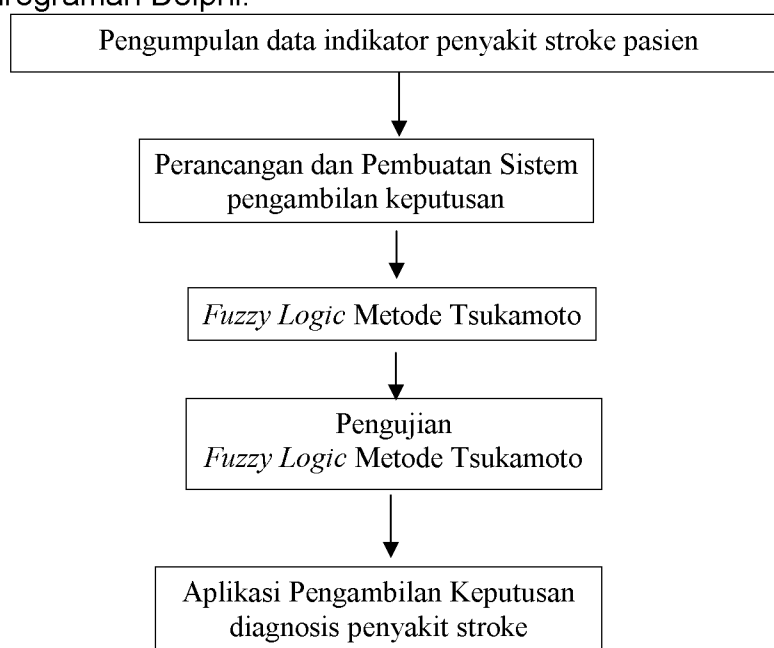 Pengumpulan data indikator penyakit stroke pasien
Perancangan dan Pembuatan Sistem
pengambilan keputusan
Fuzzy Logic Metode Tsukamoto
Pengujian
Fuzzy Logic Metode Tsukamoto
Aplikasi Pengambilan Keputusan
diagnosis penyakit stroke